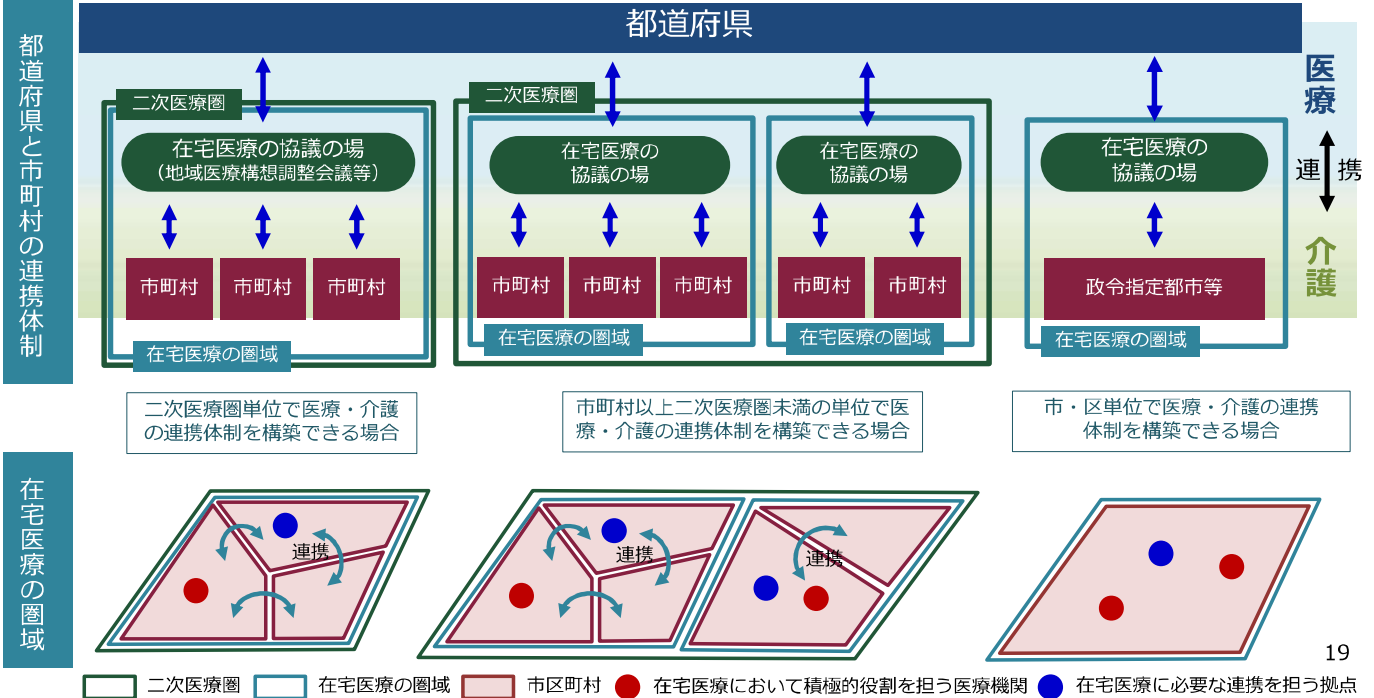 都道府県と市町村の連携体制
都道府県
医療
連携
介護
二次医療圏
在宅医療の協議の場
(地域医療構想調整会議等)
市町村
市町村
市町村
在宅医療の圏域
二次医療圏
在宅医療の
協議の場
市町村
市町村
市町村
在宅医療の圏域
在宅医療の
協議の場
市町村
市町村
在宅医療の圏域
在宅医療の
協議の場
政令指定都市等
在宅医療の圏域
二次医療圏単位で医療・介護
の連携体制を構築できる場合
市町村以上二次医療圏未満の単位で医
療・介護の連携体制を構築できる場合
市・区単位で医療・介護の連携
体制を構築できる場合
在宅医療の圏域
連携
連携
連携
19
二次医療圏
在宅医療の圏域
市区町村
在宅医療において積極的役割を担う医療機関
在宅医療に必要な連携を担う拠点